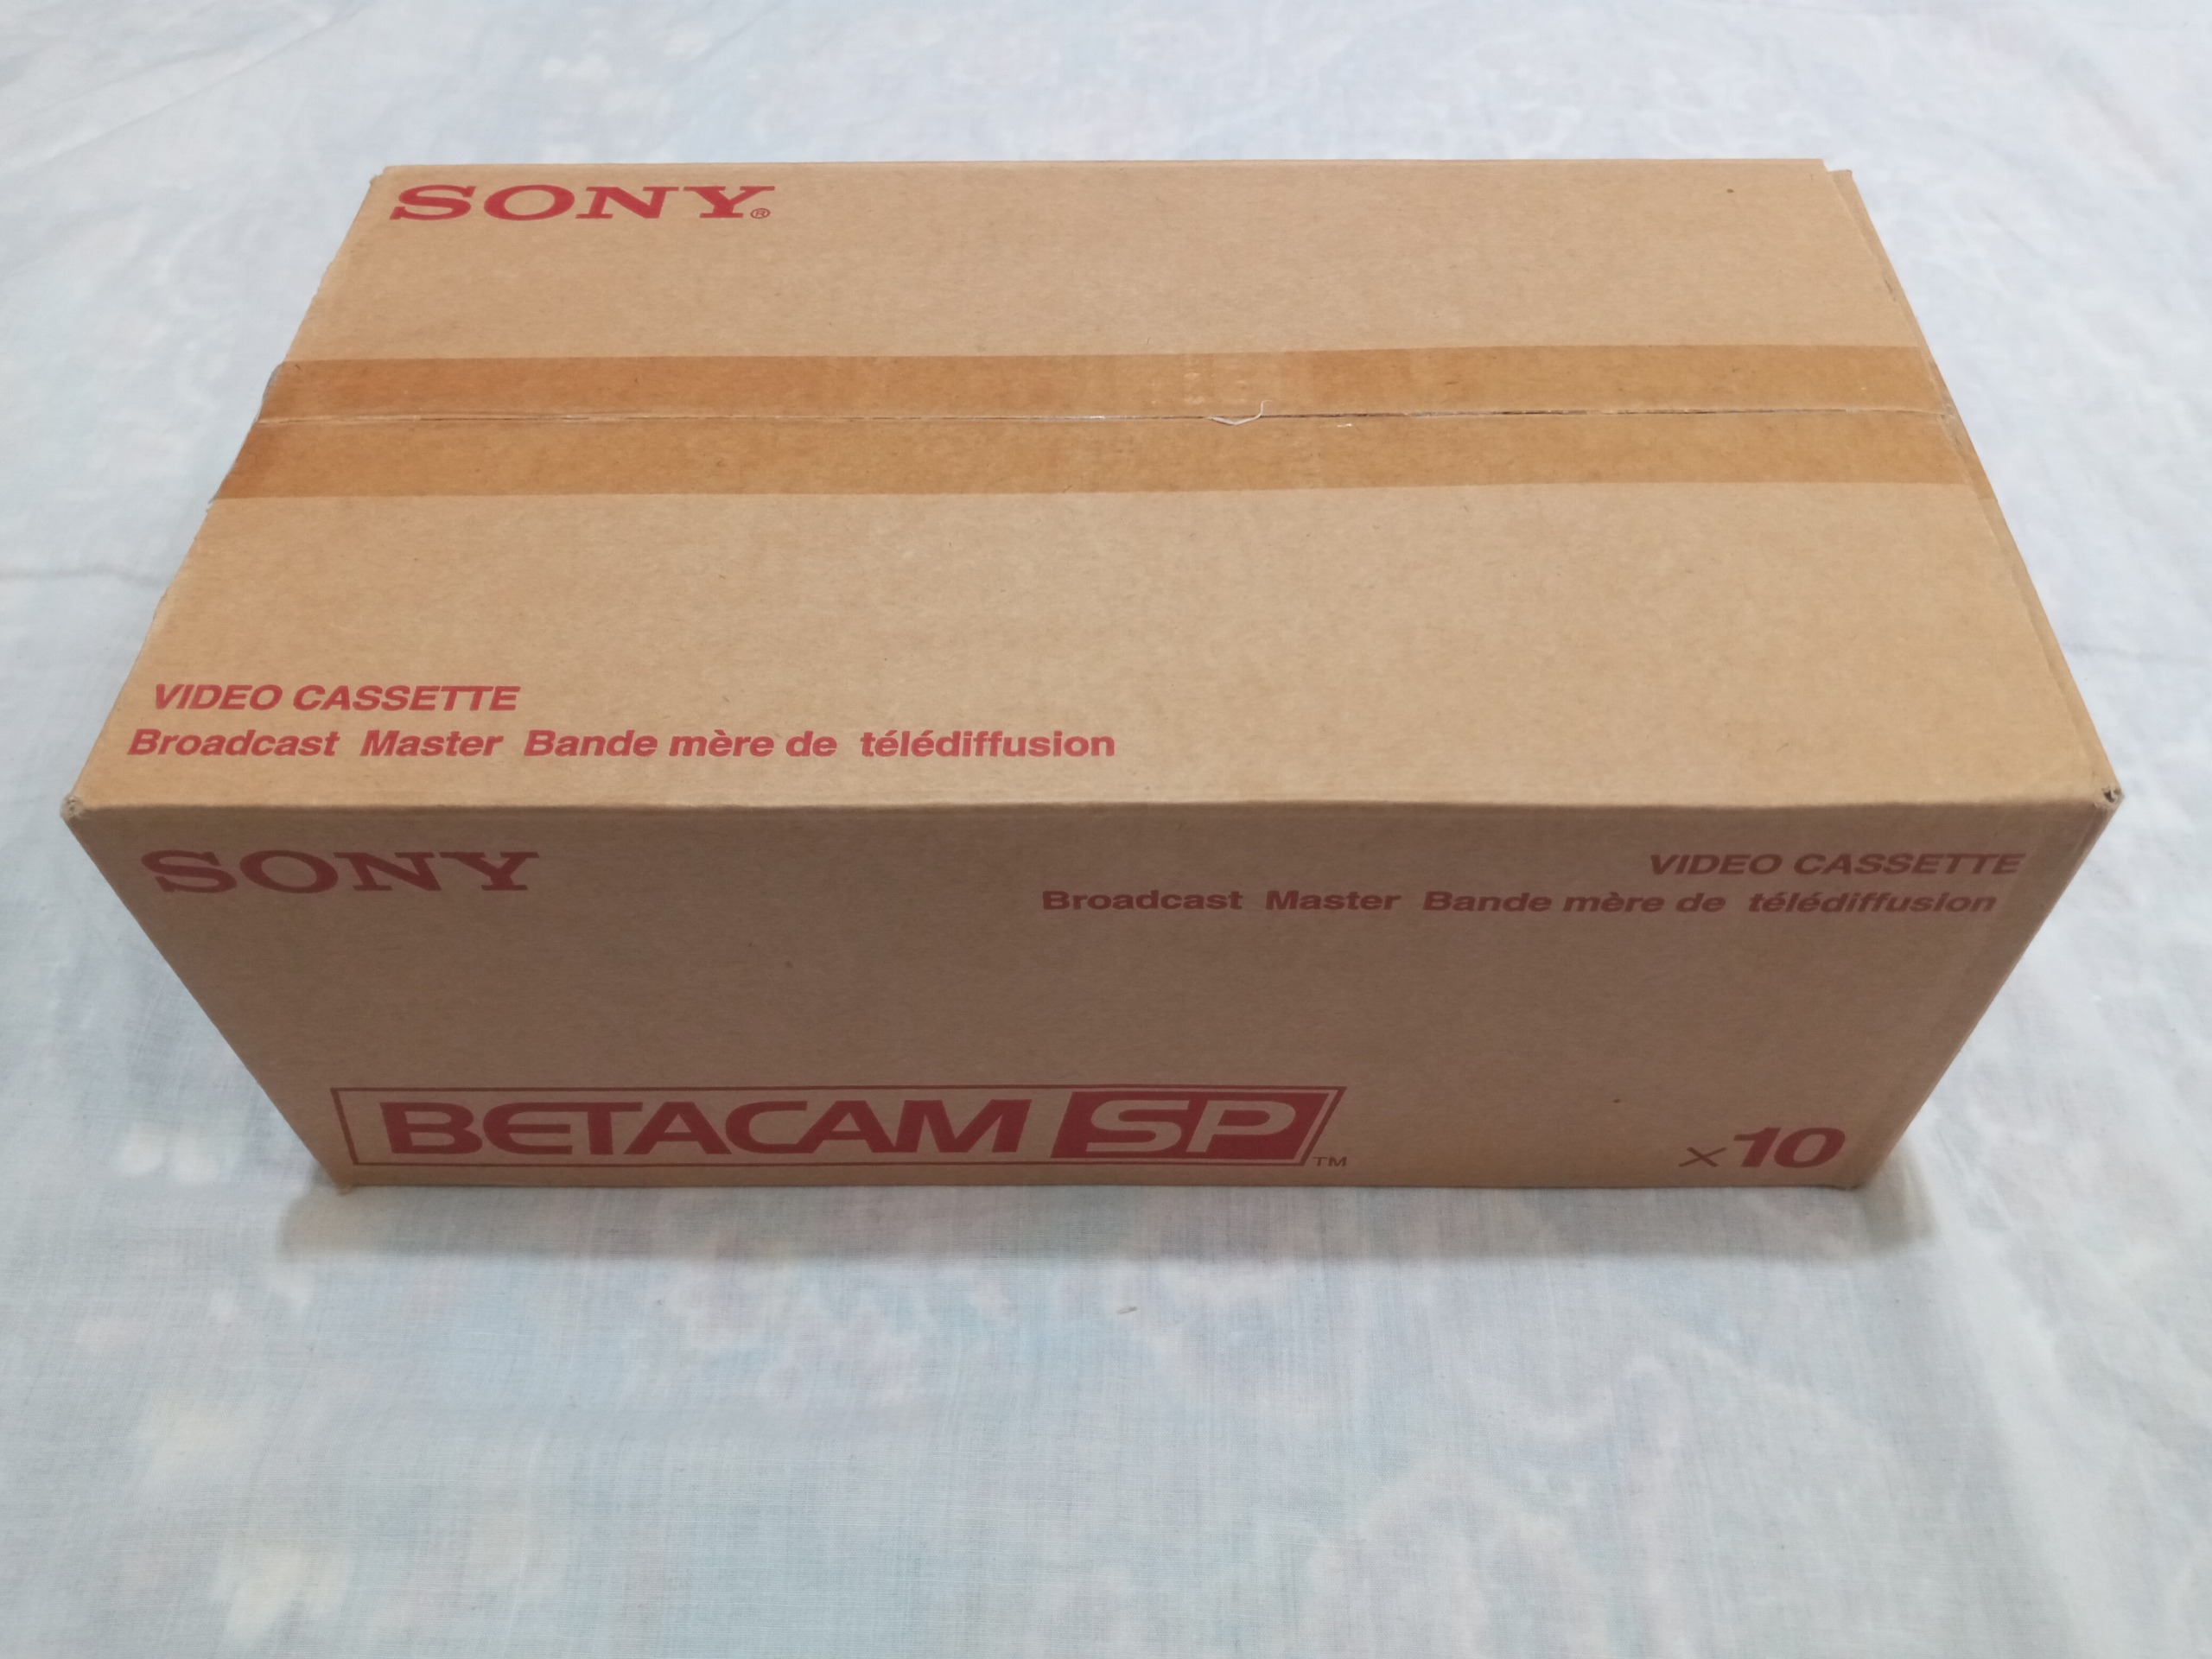 SONY®
VIDEO CASSETTE
Broadcast Master Bande mère de télédiffusion
SONY
VIDEO CASSETTE
Broadcast Master Bande mère de télédiffusion
BETACAM SP™
×10